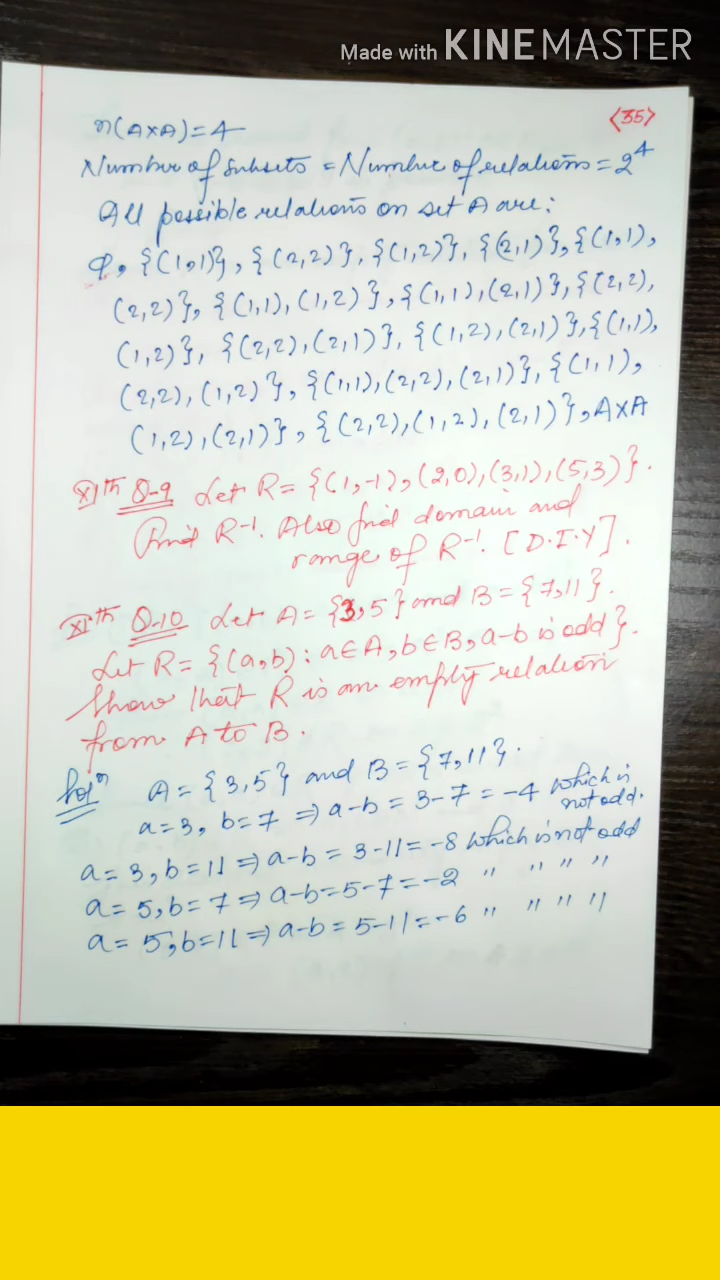 Made with KINEMASTER
<35>
n(A×A)=4
Number of subsets = Number of relations = 2^4
All possible relations on set A are:
φ, {(1,1)}, {(2,2)}, {(1,2)}, {(2,1)}, {(1,1),
(2,2)}, {(1,1),(1,2)}, {(1,1),(2,1)}, {(2,2),
(1,2)}, {(2,2),(2,1)}, {(1,2),(2,1)}, {(1,1),
(2,2),(1,2)}, {(1,1),(2,2),(2,1)}, {(1,1),
(1,2),(2,1)}, {(2,2),(1,2),(2,1)}, A×A
XIth Q-9 Let R = {(1,-1),(2,0),(3,1),(5,3)}.
Find R⁻¹. Also find domain and
range of R⁻¹. [D.I.Y].
XIth Q-10 Let A = {3,5} and B = {7,11}.
Let R = {(a,b): a∈A, b∈B, a-b is odd}.
Show that R is an empty relation
from A to B.
Solⁿ A = {3,5} and B = {7,11}.
a=3, b=7 ⇒ a-b = 3-7 = -4 which is
not odd.
a=3, b=11 ⇒ a-b = 3-11 = -8 which is not odd
a=5, b=7 ⇒ a-b=5-7=-2 " " " "
a= 5, b=11 ⇒ a-b = 5-11 = -6 " " " "